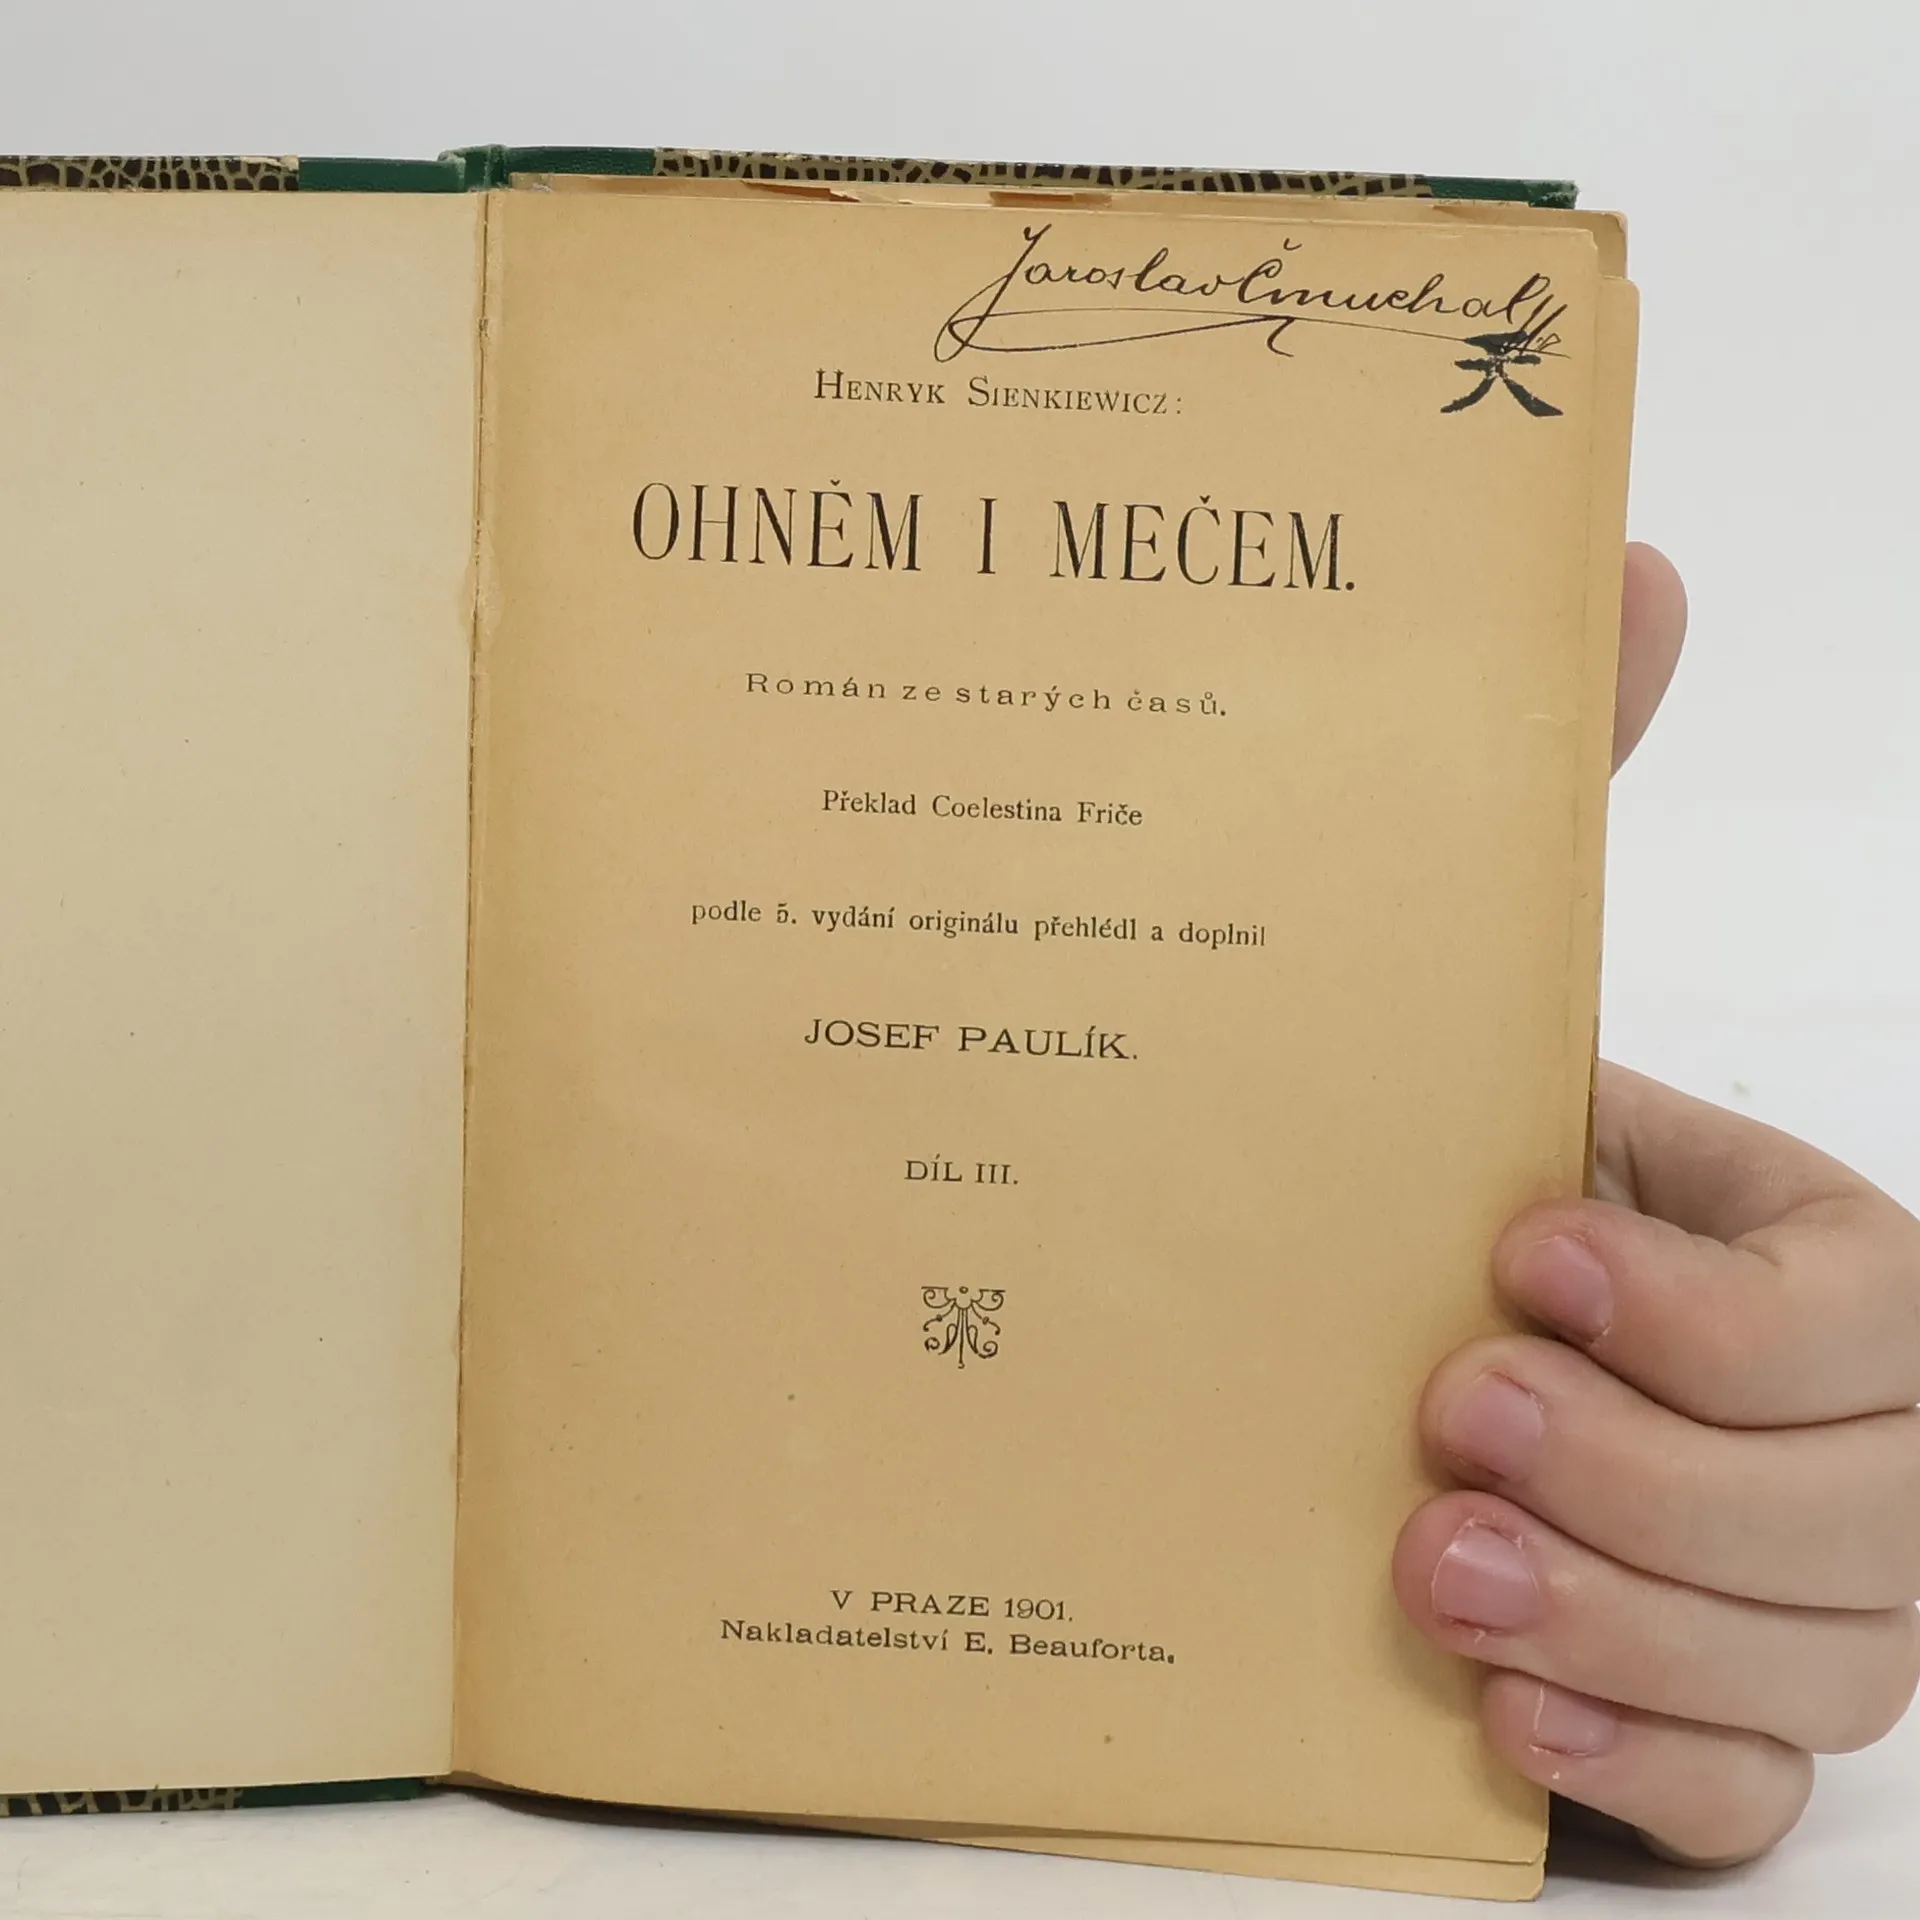 Jaroslav Čmuchal
天
HENRYK SIENKIEWICZ:
OHNĚM I MEČEM.
Román ze starých časů.
Překlad Coelestina Friče
podle 5. vydání originálu přehlédl a doplnil
JOSEF PAULÍK.
DÍL III.
V PRAZE 1901.
Nakladatelství E. Beauforta.